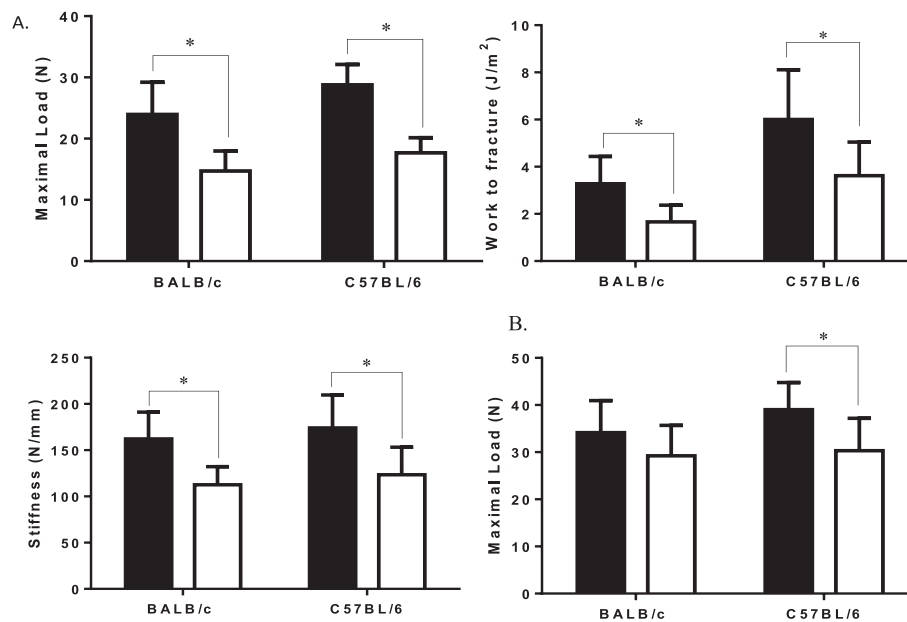 A.
Maximal Load (N)
40
30
20
10
0
*
*
BALB/c
C57BL/6
Work to fracture (J/m²)
10
8
6
4
2
0
*
*
BALB/c
C57BL/6
Stiffness (N/mm)
250
200
150
100
50
0
*
*
BALB/c
C57BL/6
B.
Maximal Load (N)
50
40
30
20
10
0
*
BALB/c
C57BL/6